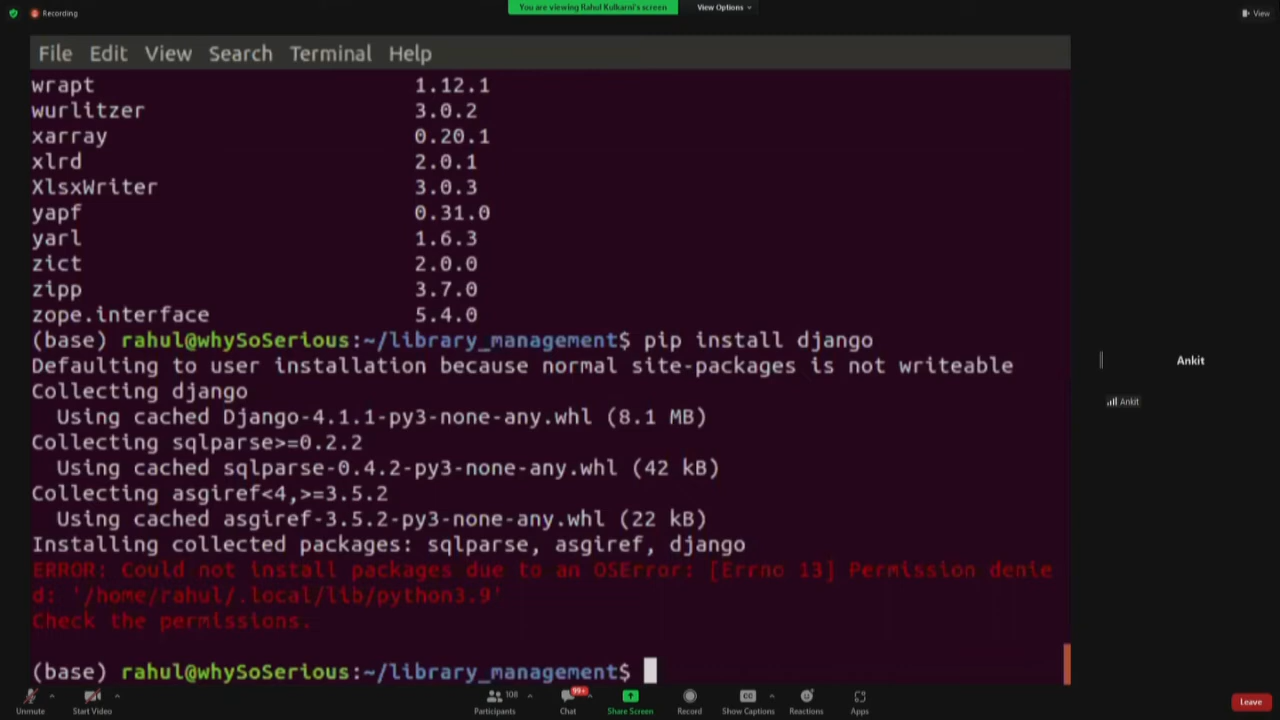 Recording
You are viewing Rahul Kulkarni's screen
View Options
View
File Edit View Search Terminal Help
wrapt 1.12.1
wurlitzer 3.0.2
xarray 0.20.1
xlrd 2.0.1
XlsxWriter 3.0.3
yapf 0.31.0
yarl 1.6.3
zict 2.0.0
zipp 3.7.0
zope.interface 5.4.0
(base) rahul@whySoSerious:~/library_management$ pip install django
Defaulting to user installation because normal site-packages is not writeable
Collecting django
Using cached Django-4.1.1-py3-none-any.whl (8.1 MB)
Collecting sqlparse>=0.2.2
Using cached sqlparse-0.4.2-py3-none-any.whl (42 kB)
Collecting asgiref<4,>=3.5.2
Using cached asgiref-3.5.2-py3-none-any.whl (22 kB)
Installing collected packages: sqlparse, asgiref, django
ERROR: Could not install packages due to an OSError: [Errno 13] Permission denie
d: '/home/rahul/.local/lib/python3.9'
Check the permissions.
(base) rahul@whySoSerious:~/library_management$
Ankit
Ankit
Unmute
Start Video
108
Participants
99+
Chat
Share Screen
Record
CC
Show Captions
Reactions
Apps
Leave